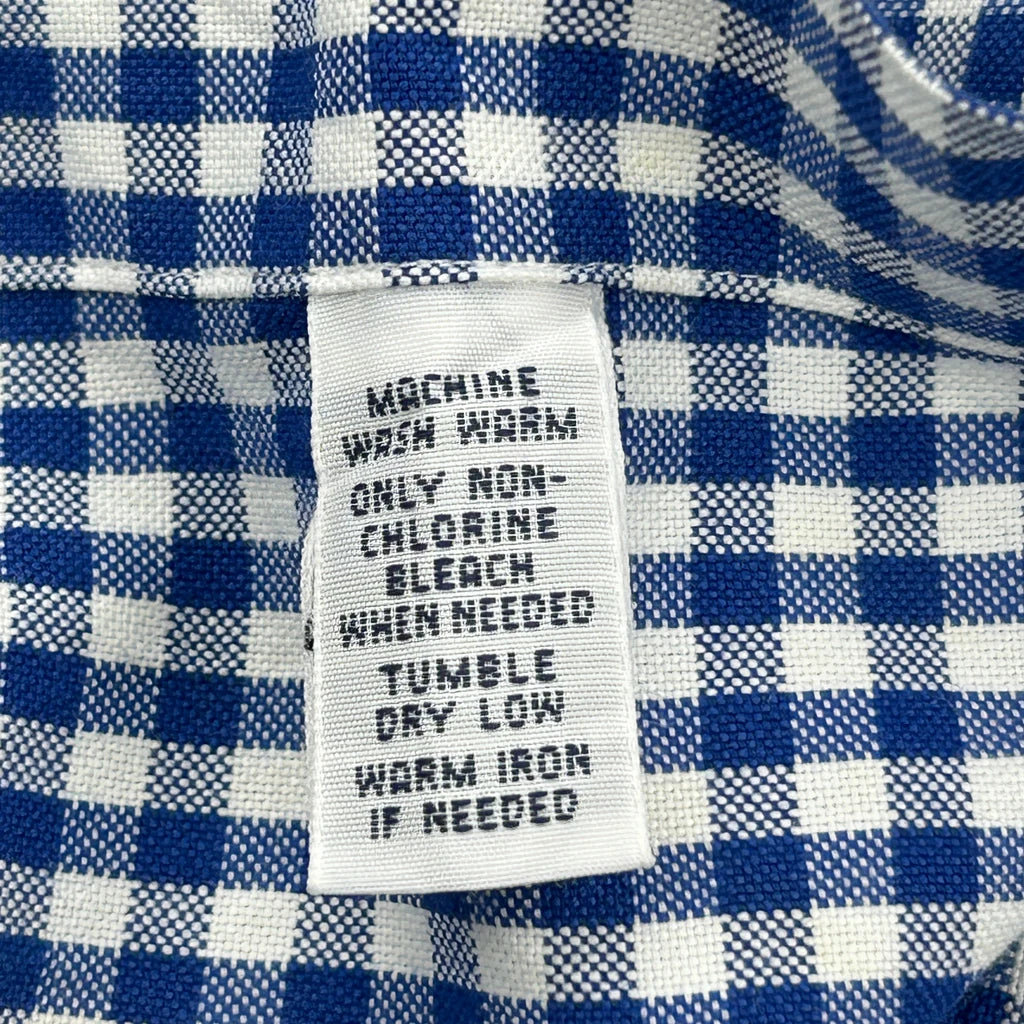 MACHINE
WASH WARM
ONLY NON-
CHLORINE
BLEACH
WHEN NEEDED
TUMBLE
DRY LOW
WARM IRON
IF NEEDED